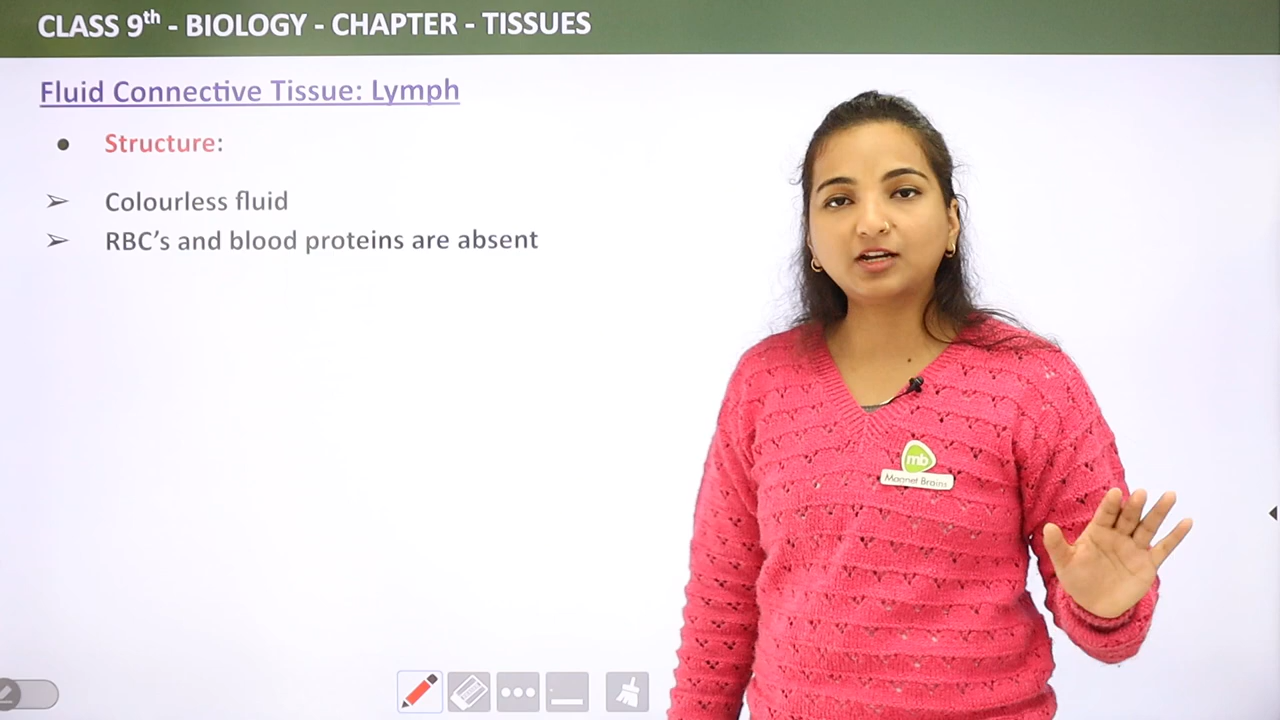 CLASS 9th - BIOLOGY - CHAPTER - TISSUES
Fluid Connective Tissue: Lymph
● Structure:
➢ Colourless fluid
➢ RBC’s and blood proteins are absent
mb
Magnet Brains